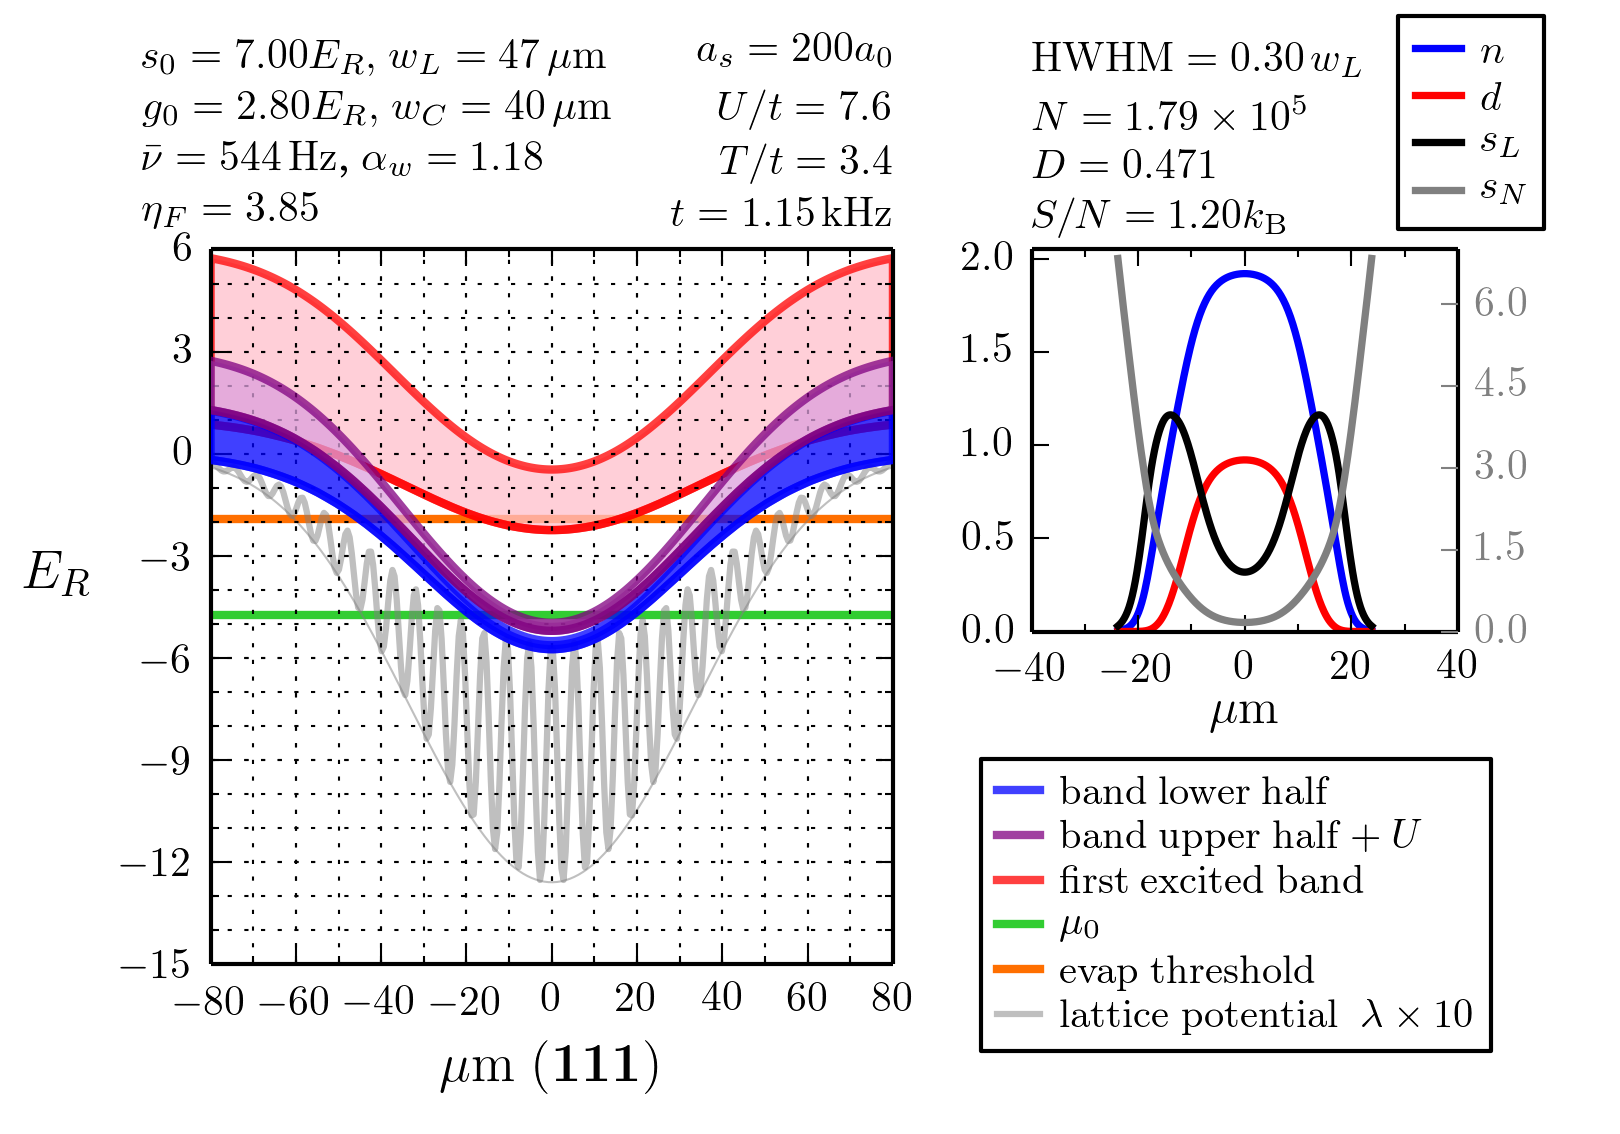 s₀ = 7.00E_R, w_L = 47 μm
g₀ = 2.80E_R, w_C = 40 μm
ν̄ = 544 Hz, α_w = 1.18
η_F = 3.85
a_s = 200a₀
U/t = 7.6
T/t = 3.4
t = 1.15 kHz
HWHM = 0.30 w_L
N = 1.79 × 10⁵
D = 0.471
S/N = 1.20k_B
n
d
s_L
s_N
6
3
0
−3
−6
−9
−12
−15
E_R
−80 −60 −40 −20 0 20 40 60 80
μm (111)
2.0
1.5
1.0
0.5
0.0
6.0
4.5
3.0
1.5
0.0
−40 −20 0 20 40
μm
band lower half
band upper half + U
first excited band
μ₀
evap threshold
lattice potential λ × 10